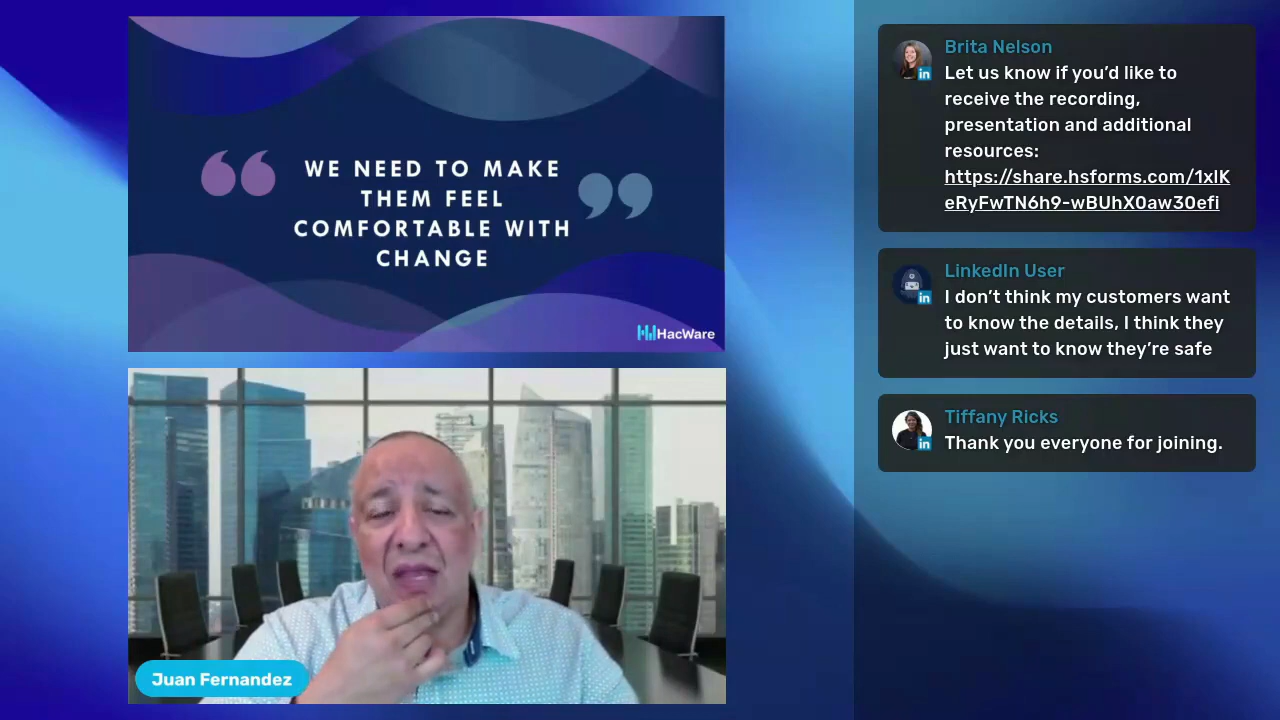 WE NEED TO MAKE
THEM FEEL
COMFORTABLE WITH
CHANGE
HacWare
Juan Fernandez
Brita Nelson
Let us know if you’d like to
receive the recording,
presentation and additional
resources:
https://share.hsforms.com/1xIK
eRyFwTN6h9-wBUhX0aw30efi
LinkedIn User
I don’t think my customers want
to know the details, I think they
just want to know they’re safe
Tiffany Ricks
Thank you everyone for joining.